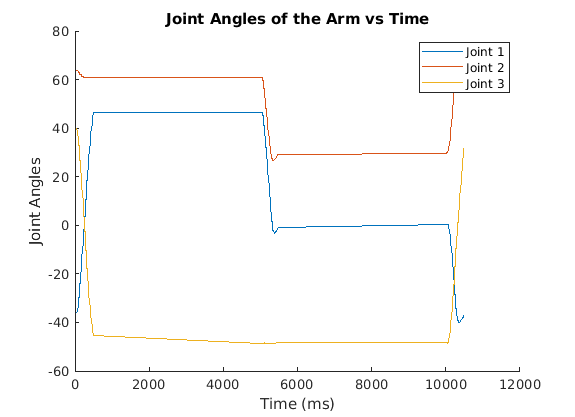 Joint Angles of the Arm vs Time
Joint 1
Joint 2
Joint 3
80
60
40
20
0
-20
-40
-60
Joint Angles
0 2000 4000 6000 8000 10000 12000
Time (ms)